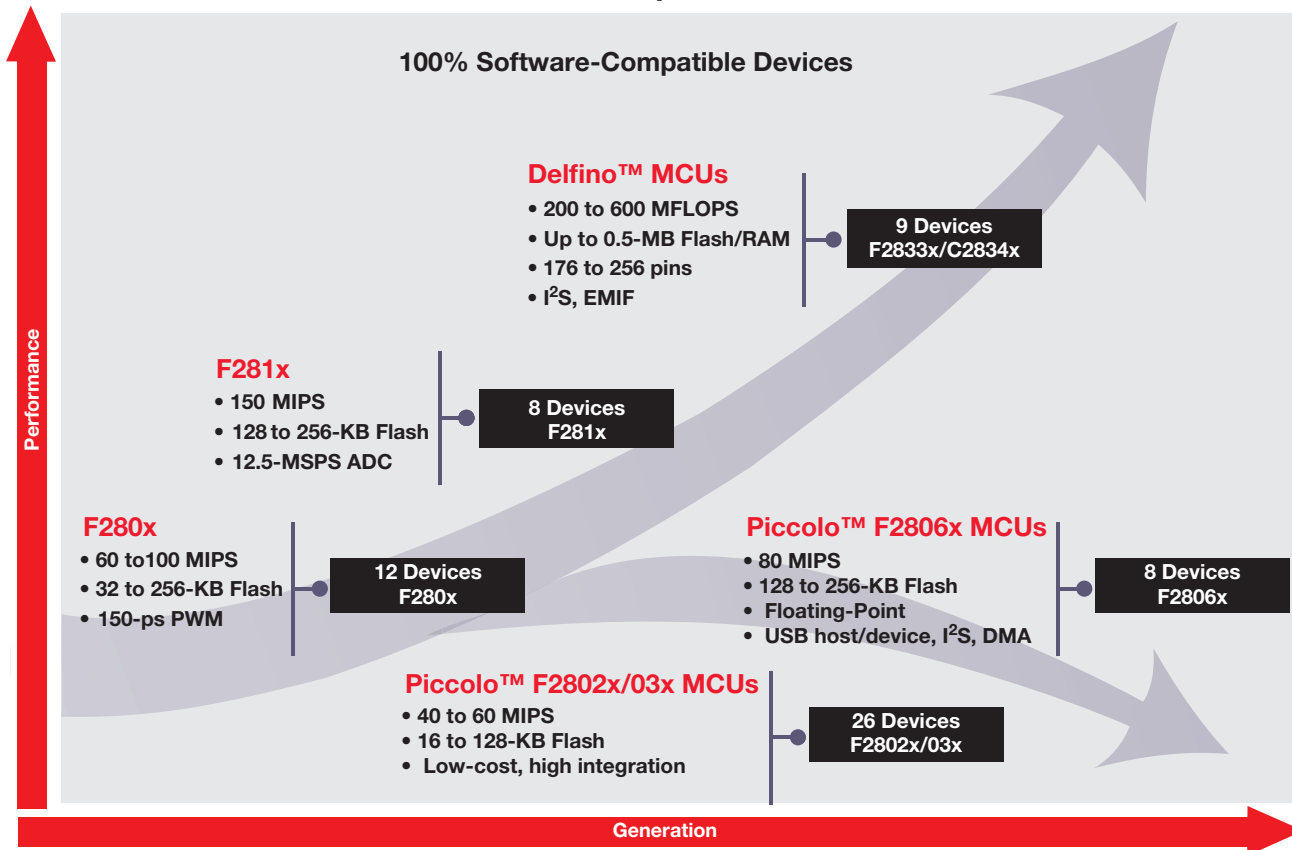 100% Software-Compatible Devices
Delfino™ MCUs
• 200 to 600 MFLOPS
• Up to 0.5-MB Flash/RAM
• 176 to 256 pins
• I²S, EMIF
9 Devices
F2833x/C2834x
F281x
• 150 MIPS
• 128 to 256-KB Flash
• 12.5-MSPS ADC
8 Devices
F281x
F280x
• 60 to100 MIPS
• 32 to 256-KB Flash
• 150-ps PWM
12 Devices
F280x
Piccolo™ F2806x MCUs
• 80 MIPS
• 128 to 256-KB Flash
• Floating-Point
• USB host/device, I²S, DMA
8 Devices
F2806x
Piccolo™ F2802x/03x MCUs
• 40 to 60 MIPS
• 16 to 128-KB Flash
• Low-cost, high integration
26 Devices
F2802x/03x
Performance
Generation